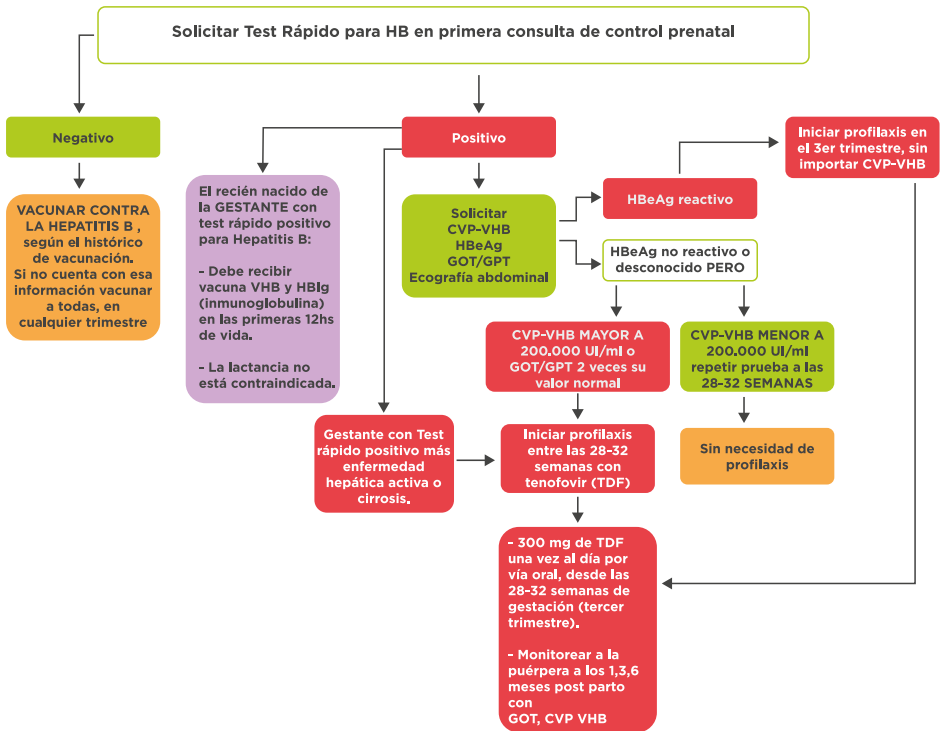 Solicitar Test Rápido para HB en primera consulta de control prenatal
Negativo
Positivo
Iniciar profilaxis en
el 3er trimestre, sin
importar CVP-VHB
VACUNAR CONTRA
LA HEPATITIS B ,
según el histórico
de vacunación.
Si no cuenta con esa
información vacunar
a todas, en
cualquier trimestre
El recién nacido de
la GESTANTE con
test rápido positivo
para Hepatitis B:
- Debe recibir
vacuna VHB y HBIg
(inmunoglobulina)
en las primeras 12hs
de vida.
- La lactancia no
está contraindicada.
Solicitar
CVP-VHB
HBeAg
GOT/GPT
Ecografía abdominal
HBeAg reactivo
HBeAg no reactivo o
desconocido PERO
CVP-VHB MAYOR A
200.000 UI/ml o
GOT/GPT 2 veces su
valor normal
CVP-VHB MENOR A
200.000 UI/ml
repetir prueba a las
28-32 SEMANAS
Gestante con Test
rápido positivo más
enfermedad
hepática activa o
cirrosis.
Iniciar profilaxis
entre las 28-32
semanas con
tenofovir (TDF)
Sin necesidad de
profilaxis
- 300 mg de TDF
una vez al día por
vía oral, desde las
28-32 semanas de
gestación (tercer
trimestre).
- Monitorear a la
puérpera a los 1,3,6
meses post parto
con
GOT, CVP VHB